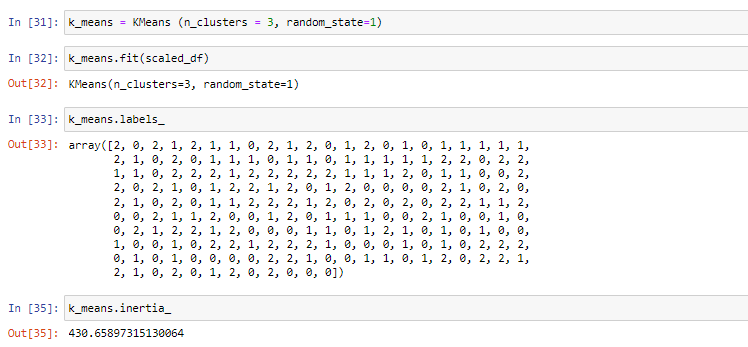 In [31]: k_means = KMeans (n_clusters = 3, random_state=1)
In [32]: k_means.fit(scaled_df)
Out[32]: KMeans(n_clusters=3, random_state=1)
In [33]: k_means.labels_
Out[33]: array([2, 0, 2, 1, 2, 1, 1, 0, 2, 1, 2, 0, 1, 2, 0, 1, 0, 1, 1, 1, 1, 1,
2, 1, 0, 2, 0, 1, 1, 1, 0, 1, 1, 0, 1, 1, 1, 1, 1, 2, 2, 0, 2, 2,
1, 1, 0, 2, 2, 2, 1, 2, 2, 2, 2, 2, 1, 1, 1, 2, 0, 1, 1, 0, 0, 2,
2, 0, 2, 1, 0, 1, 2, 2, 1, 2, 0, 1, 2, 0, 0, 0, 0, 2, 1, 0, 2, 0,
2, 1, 0, 2, 0, 1, 2, 2, 2, 1, 2, 0, 2, 0, 2, 0, 2, 2, 1, 1, 2,
0, 0, 2, 1, 1, 2, 0, 0, 1, 2, 0, 1, 1, 1, 0, 0, 2, 1, 0, 0, 1, 0,
0, 2, 1, 2, 2, 1, 2, 0, 0, 0, 1, 1, 0, 1, 2, 1, 0, 1, 0, 1, 0, 0,
1, 0, 0, 1, 0, 2, 2, 1, 2, 2, 2, 1, 0, 0, 0, 1, 0, 1, 0, 2, 2, 2,
0, 1, 0, 1, 0, 0, 0, 0, 2, 2, 1, 0, 0, 1, 1, 0, 1, 2, 0, 2, 2, 1,
2, 1, 0, 2, 0, 1, 2, 0, 2, 0, 0, 0])
In [35]: k_means.inertia_
Out[35]: 430.65897315130064